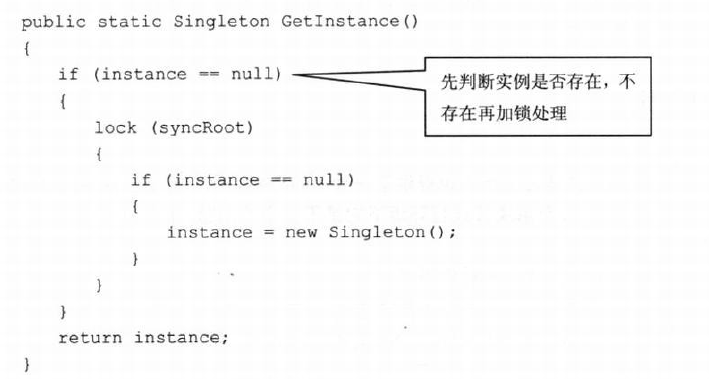 public static Singleton GetInstance()
{
if (instance == null)
先判断实例是否存在，不
存在再加锁处理
{
lock (syncRoot)
{
if (instance == null)
{
instance = new Singleton();
}
}
}
return instance;
}